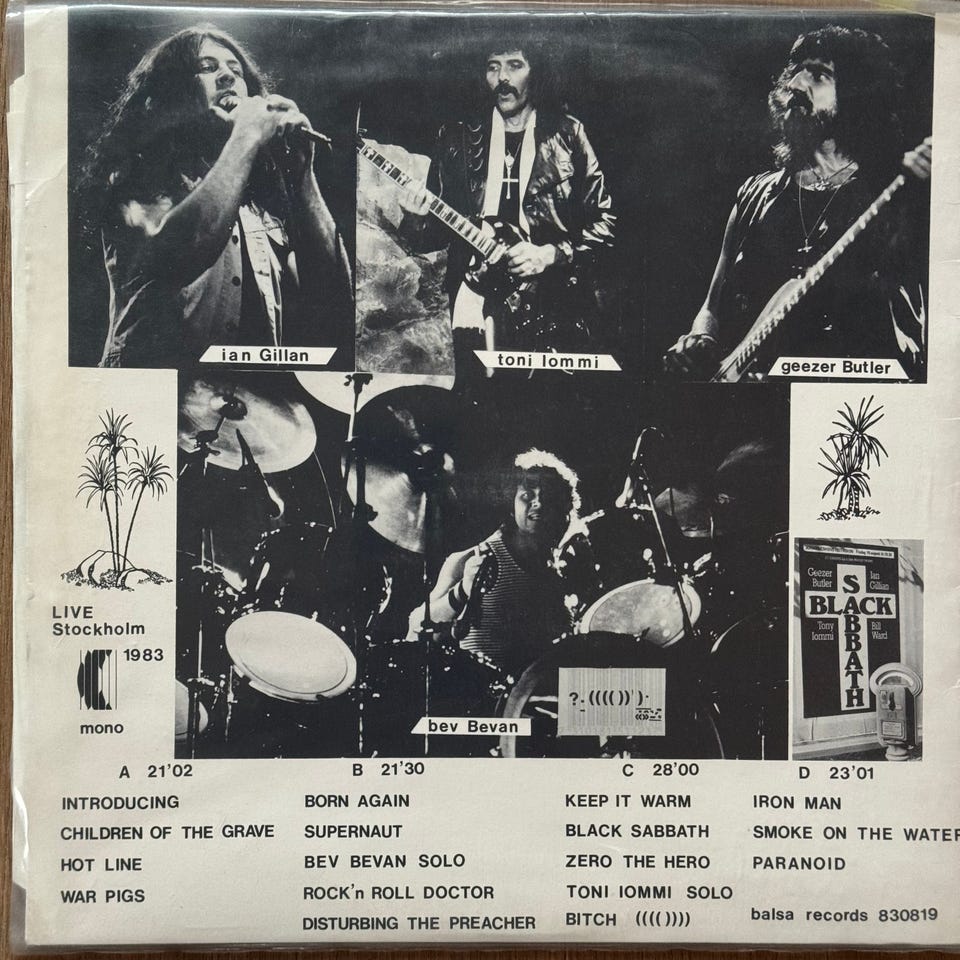 ian Gillan
toni Iommi
geezer Butler
Geezer Butler
Ian Gillan
BLACK
SABBATH
Tony Iommi
Bill Ward
LIVE
Stockholm
1983
mono
bev Bevan
?- (((( )) ) :-
A 21'02
INTRODUCING
CHILDREN OF THE GRAVE
HOT LINE
WAR PIGS
B 21'30
BORN AGAIN
SUPERNAUT
BEV BEVAN SOLO
ROCK'n ROLL DOCTOR
DISTURBING THE PREACHER
C 28'00
KEEP IT WARM
BLACK SABBATH
ZERO THE HERO
TONI IOMMI SOLO
BITCH (((( ))))
D 23'01
IRON MAN
SMOKE ON THE WATER
PARANOID
balsa records 830819